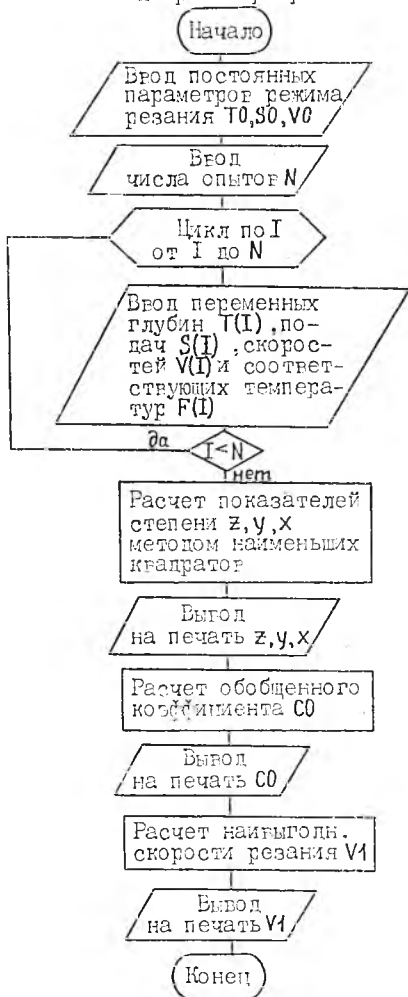 Начало
Ввод постоянных
параметров режима
резания T0,S0,V0
Ввод
числа опытов N
Цикл по I
от I до N
Ввод переменных
глубин T(I),по-
дач S(I),скорос-
тей V(I) и соответ-
ствующих темпера-
тур F(I)
да
I<N
нет
Расчет показателей
степени z,y,x
методом наименьших
квадратов
Вывод
на печать z,y,x
Расчет обобщенного
коэффициента C0
Вывод
на печать C0
Расчет наивыгодн.
скорости резания V1
Вывод
на печать V1
Конец